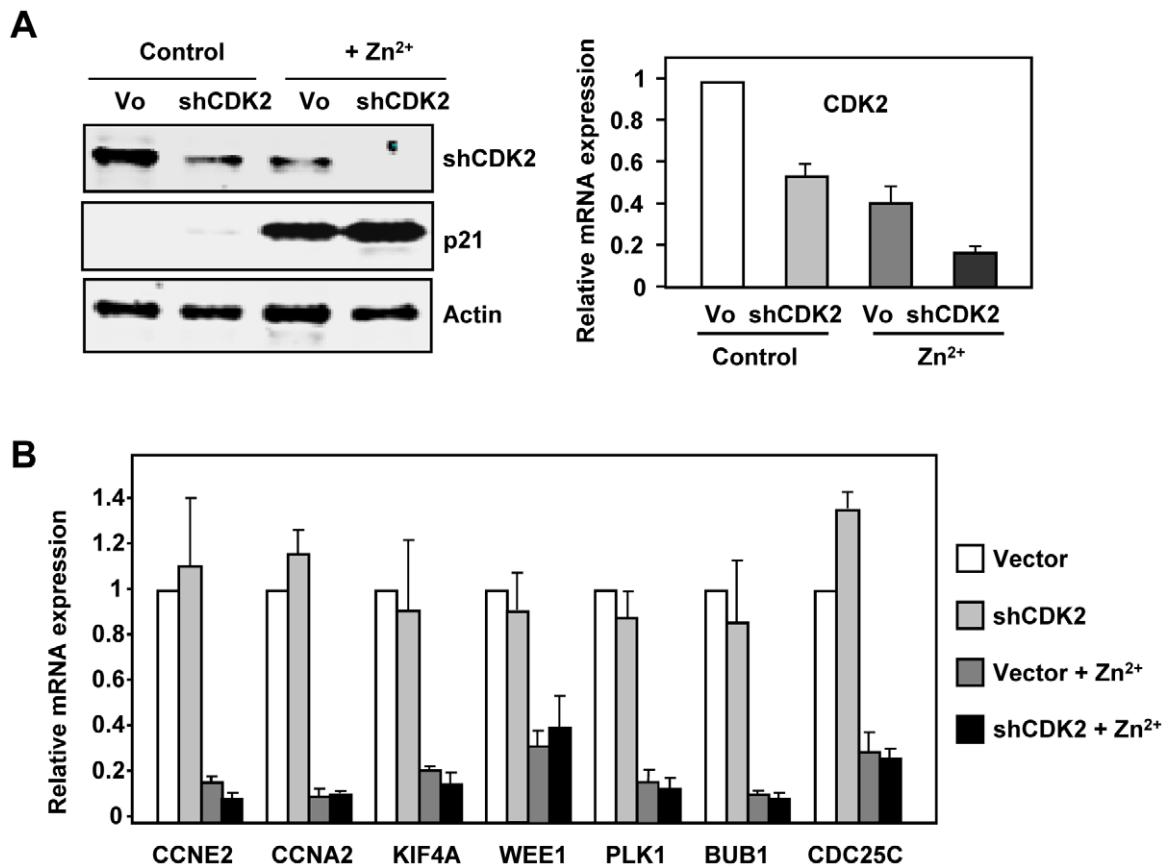 A
Control
+ Zn²⁺
Vo shCDK2 Vo shCDK2
shCDK2
p21
Actin
Relative mRNA expression
1
0.8
0.6
0.4
0.2
0
CDK2
Vo shCDK2 Vo shCDK2
Control
Zn²⁺
B
Relative mRNA expression
1.4
1.2
1
0.8
0.6
0.4
0.2
0
CCNE2 CCNA2 KIF4A WEE1 PLK1 BUB1 CDC25C
Vector
shCDK2
Vector + Zn²⁺
shCDK2 + Zn²⁺